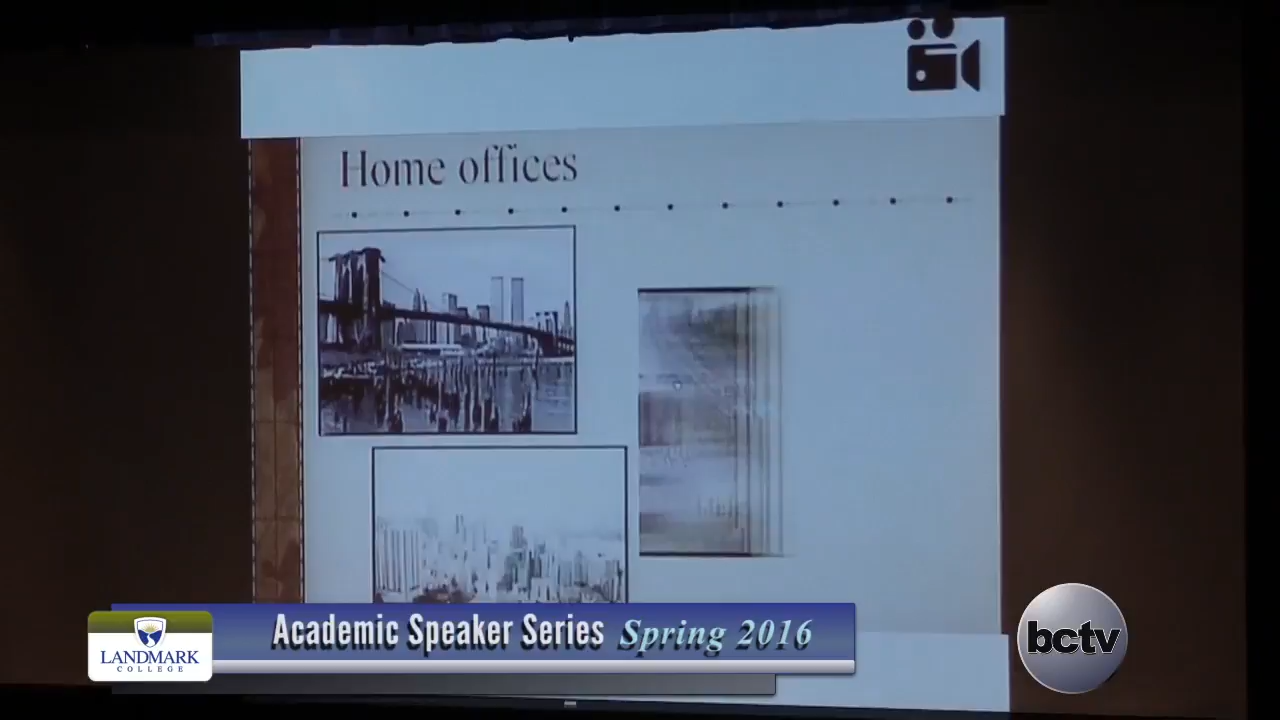 Home offices
Academic Speaker Series Spring 2016
LANDMARK
COLLEGE
bctv